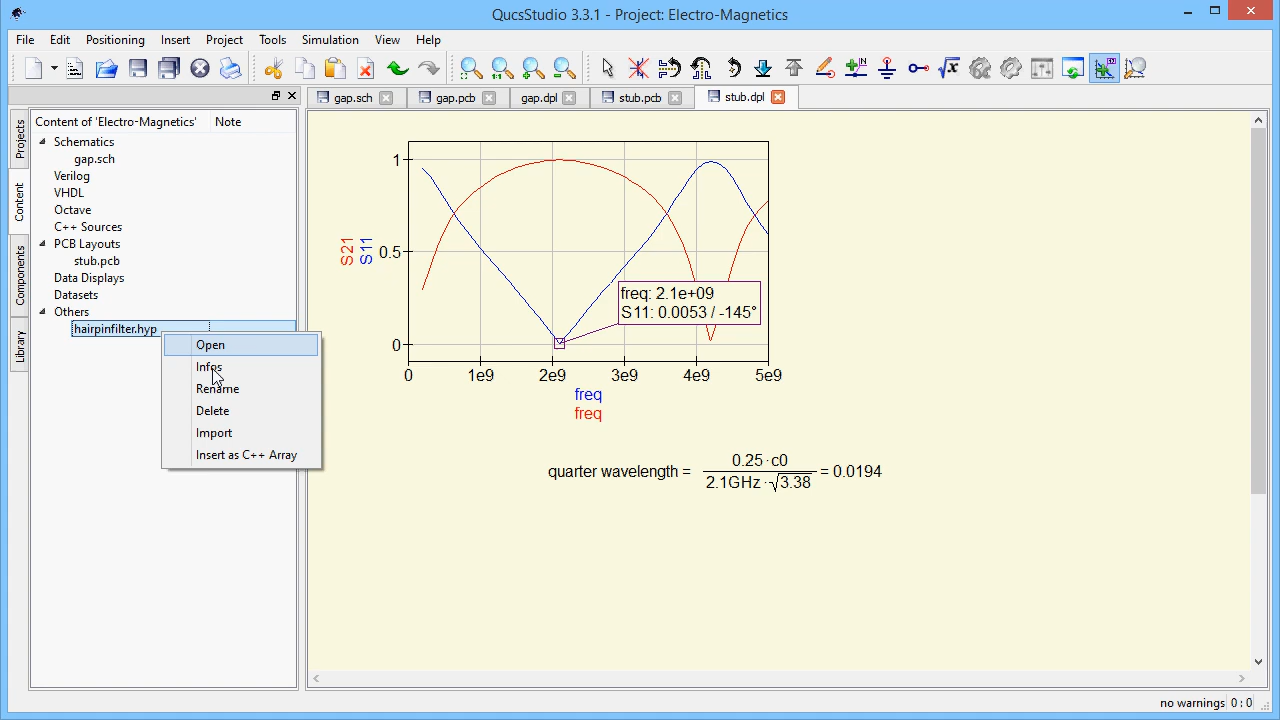 QucsStudio 3.3.1 - Project: Electro-Magnetics
File Edit Positioning Insert Project Tools Simulation View Help
gap.sch gap.pcb gap.dpl stub.pcb stub.dpl
Projects
Content
Components
Library
Content of 'Electro-Magnetics' Note
Schematics
gap.sch
Verilog
VHDL
Octave
C++ Sources
PCB Layouts
stub.pcb
Data Displays
Datasets
Others
hairpinfilter.hyp
Open
Infos
Rename
Delete
Import
Insert as C++ Array
S21
S11
1
0.5
0
freq: 2.1e+09
S11: 0.0053 / -145°
0 1e9 2e9 3e9 4e9 5e9
freq
freq
quarter wavelength = 0.25·c0 / 2.1GHz·√3.38 = 0.0194
no warnings 0 : 0